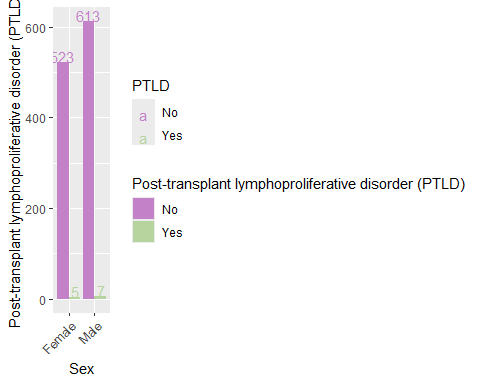 Post-transplant lymphoproliferative disorder (PTLD)
600
400
200
0
523
613
5
7
Female
Male
Sex
PTLD
a No
a Yes
Post-transplant lymphoproliferative disorder (PTLD)
No
Yes